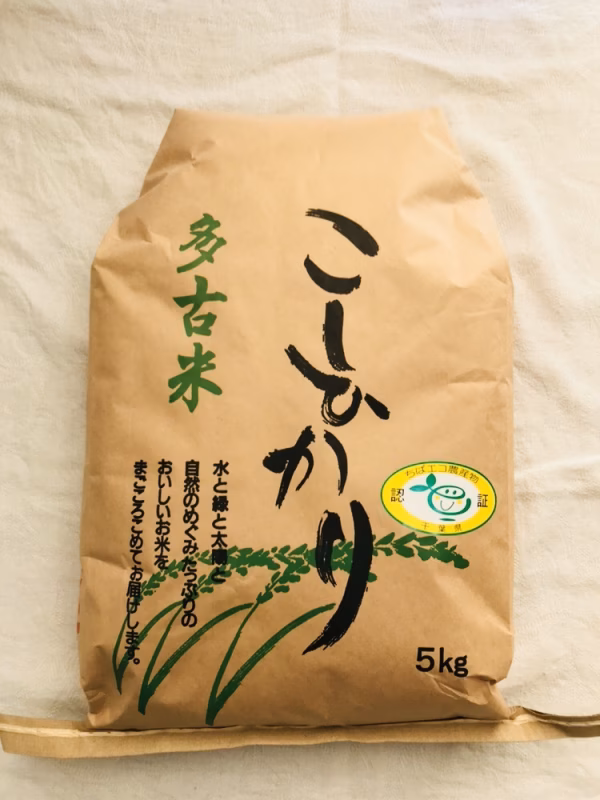 こしひかり
多古米
水と緑と太陽と
自然のめぐみたっぷりの
おいしいお米を
まごころこめてお届けします。
ちばエコ農産物
認証
千葉県
5kg